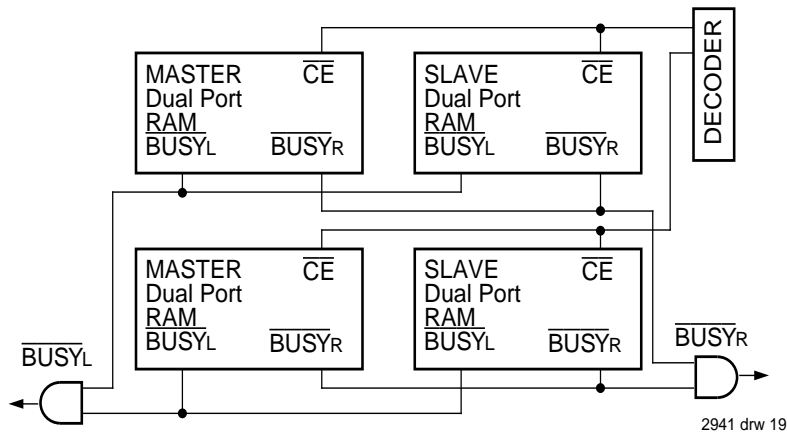 DECODER
MASTER CE
Dual Port
RAM
BUSYL BUSYR
SLAVE CE
Dual Port
RAM
BUSYL BUSYR
MASTER CE
Dual Port
RAM
BUSYL BUSYR
SLAVE CE
Dual Port
RAM
BUSYL BUSYR
BUSYL
BUSYR
2941 drw 19